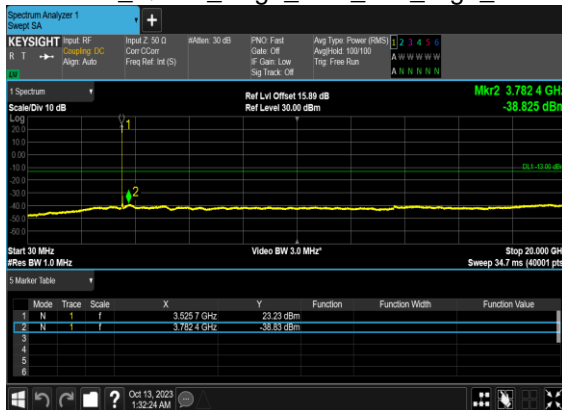 Spectrum Analyzer 1
Swept SA
+
KEYSIGHT Input: RF Input Z: 50 Ω #Atten: 30 dB PNO: Fast Avg Type: Power (RMS) 1 2 3 4 5 6
R T Coupling: DC Corr CCorr Gate: Off Avg|Hold: 100/100 A W W W W W
Align: Auto Freq Ref: Int (S) IF Gain: Low Trig: Free Run
Sig Track: Off A N N N N N
1 Spectrum Ref Lvl Offset 15.89 dB Mkr2 3.782 4 GHz
Scale/Div 10 dB Ref Level 30.00 dBm -38.825 dBm
Log
20.0
10.0
0.00
-10.0
-20.0
-30.0
-40.0
-50.0
-60.0
1
2
DL1 -13.00 dBm
Start 30 MHz Video BW 3.0 MHz* Stop 20.000 GHz
#Res BW 1.0 MHz Sweep 34.7 ms (40001 pts)
5 Marker Table
Mode Trace Scale X Y Function Function Width Function Value
1 N 1 f 3.525 7 GHz 23.23 dBm
2 N 1 f 3.782 4 GHz -38.83 dBm
3
4
5
6
? Oct 13, 2023
1:32:24 AM